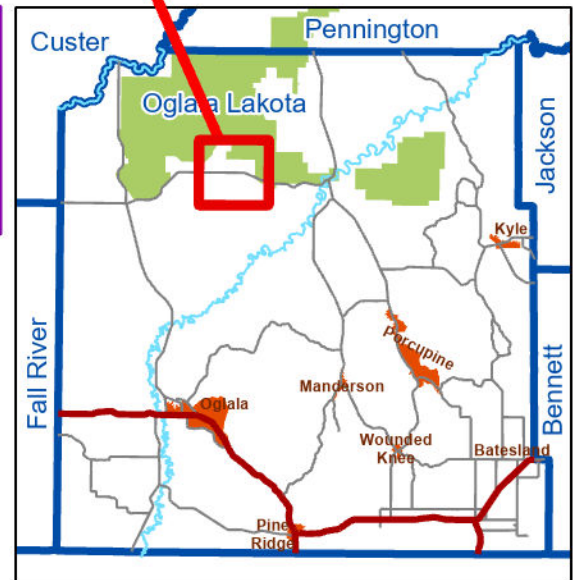 Pennington
Custer
Oglala Lakota
Jackson
Kyle
Porcupine
Fall River
Manderson
Oglala
Bennett
Wounded
Knee
Batesland
Pine
Ridge